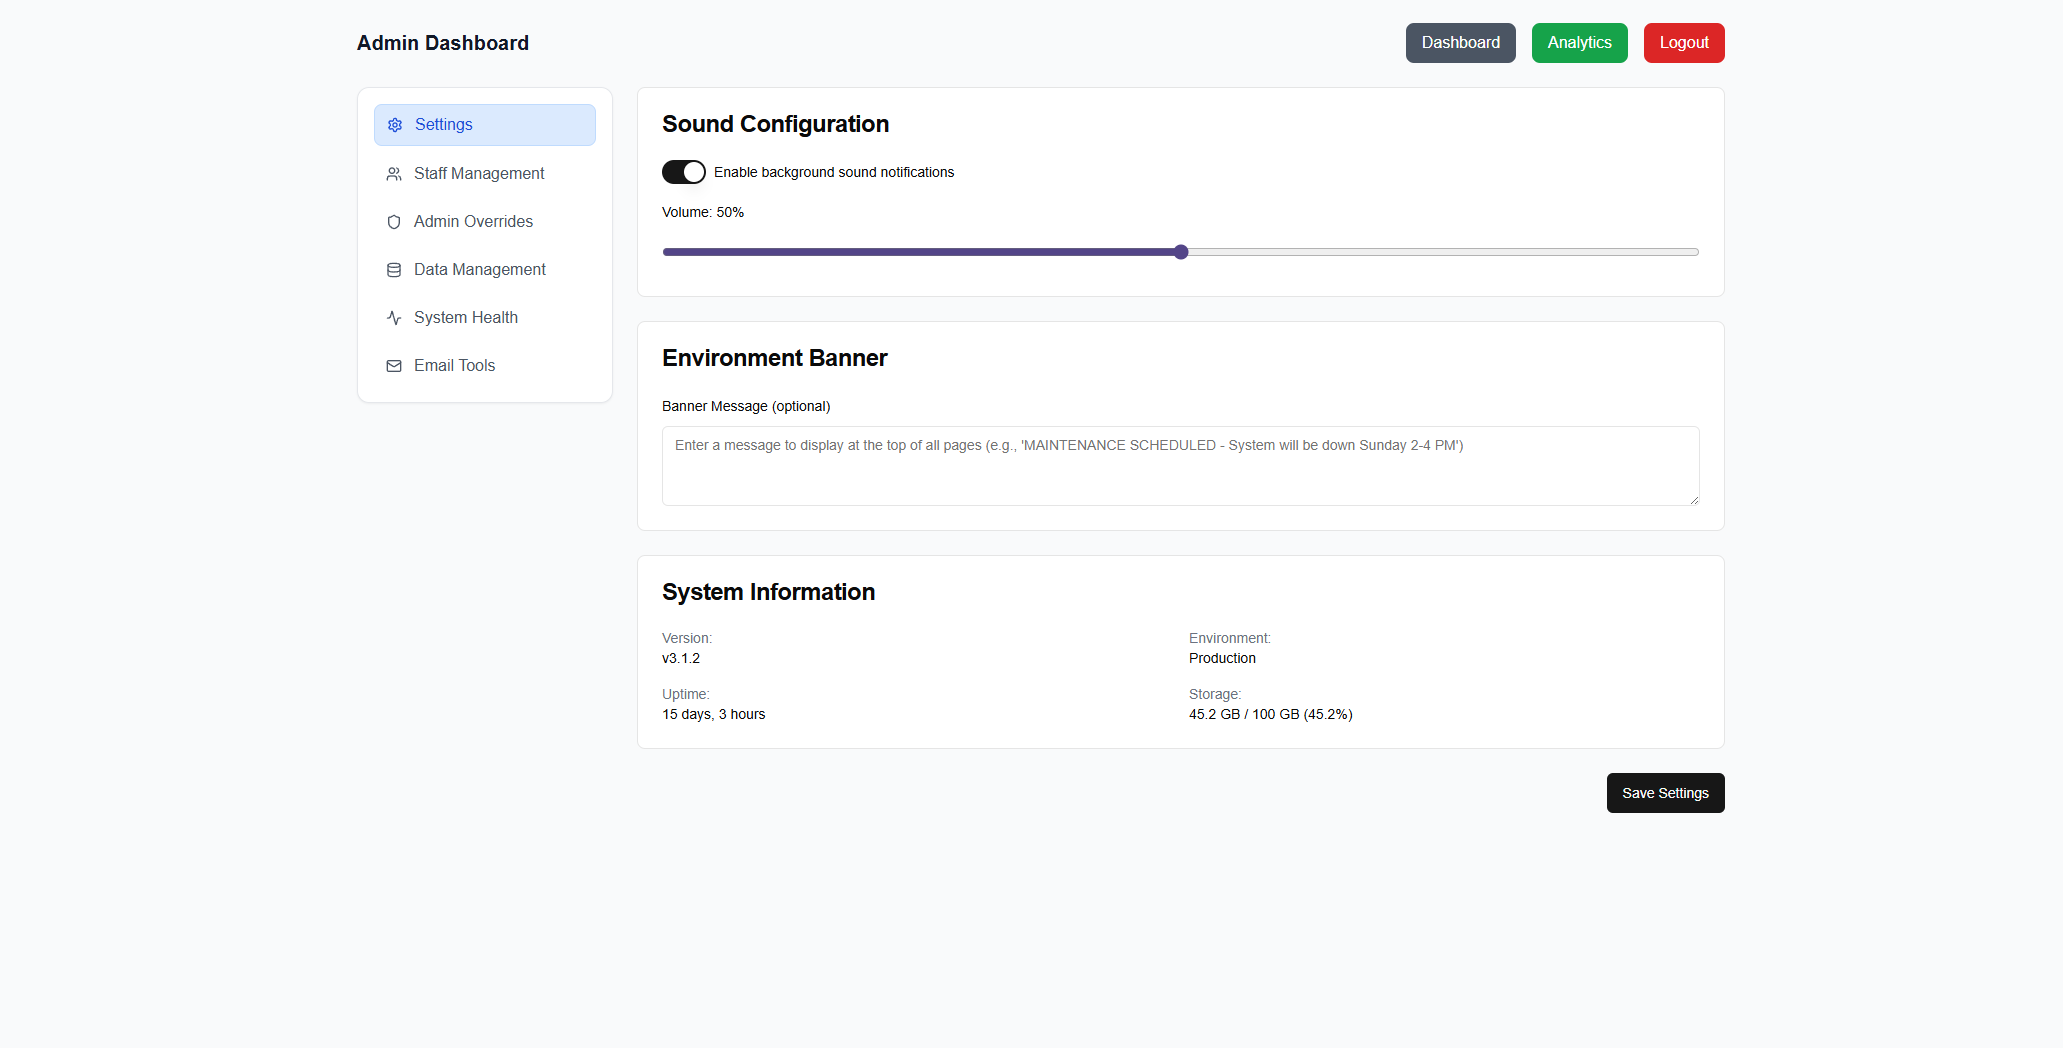 Admin Dashboard
Dashboard
Analytics
Logout
Settings
Staff Management
Admin Overrides
Data Management
System Health
Email Tools
Sound Configuration
Enable background sound notifications
Volume: 50%
Environment Banner
Banner Message (optional)
Enter a message to display at the top of all pages (e.g., 'MAINTENANCE SCHEDULED - System will be down Sunday 2-4 PM')
System Information
Version:
v3.1.2
Environment:
Production
Uptime:
15 days, 3 hours
Storage:
45.2 GB / 100 GB (45.2%)
Save Settings